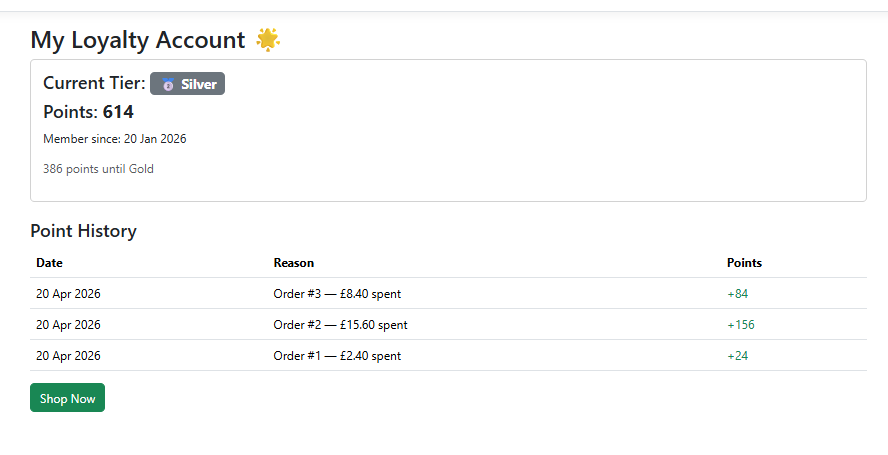 My Loyalty Account 🌟
Current Tier: 🥈 Silver
Points: 614
Member since: 20 Jan 2026
386 points until Gold
Point History
Date Reason Points
20 Apr 2026 Order #3 — £8.40 spent +84
20 Apr 2026 Order #2 — £15.60 spent +156
20 Apr 2026 Order #1 — £2.40 spent +24
Shop Now